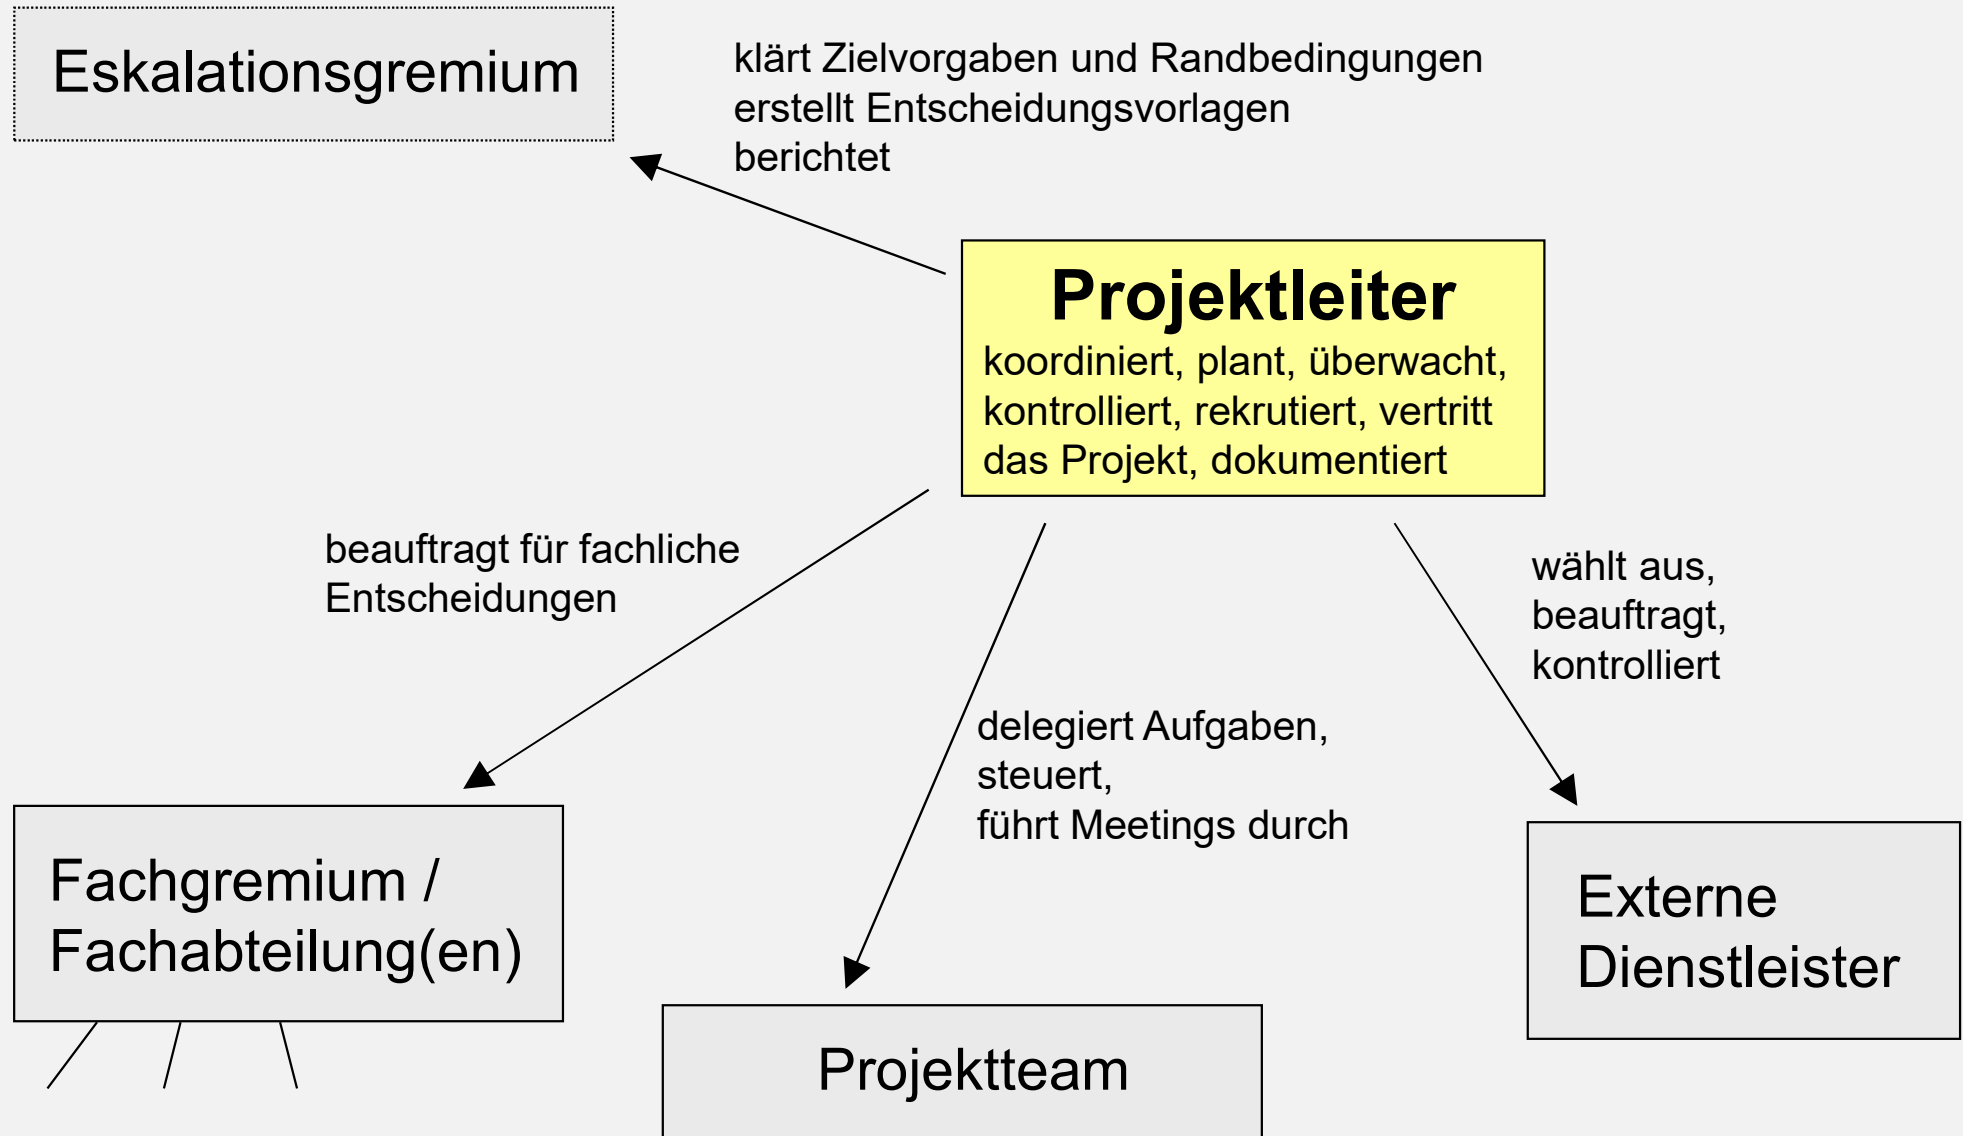 Eskalationsgremium
klärt Zielvorgaben und Randbedingungen
erstellt Entscheidungsvorlagen
berichtet
Projektleiter
koordiniert, plant, überwacht,
kontrolliert, rekrutiert, vertritt
das Projekt, dokumentiert
beauftragt für fachliche
Entscheidungen
wählt aus,
beauftragt,
kontrolliert
delegiert Aufgaben,
steuert,
führt Meetings durch
Fachgremium /
Fachabteilung(en)
Externe
Dienstleister
Projektteam